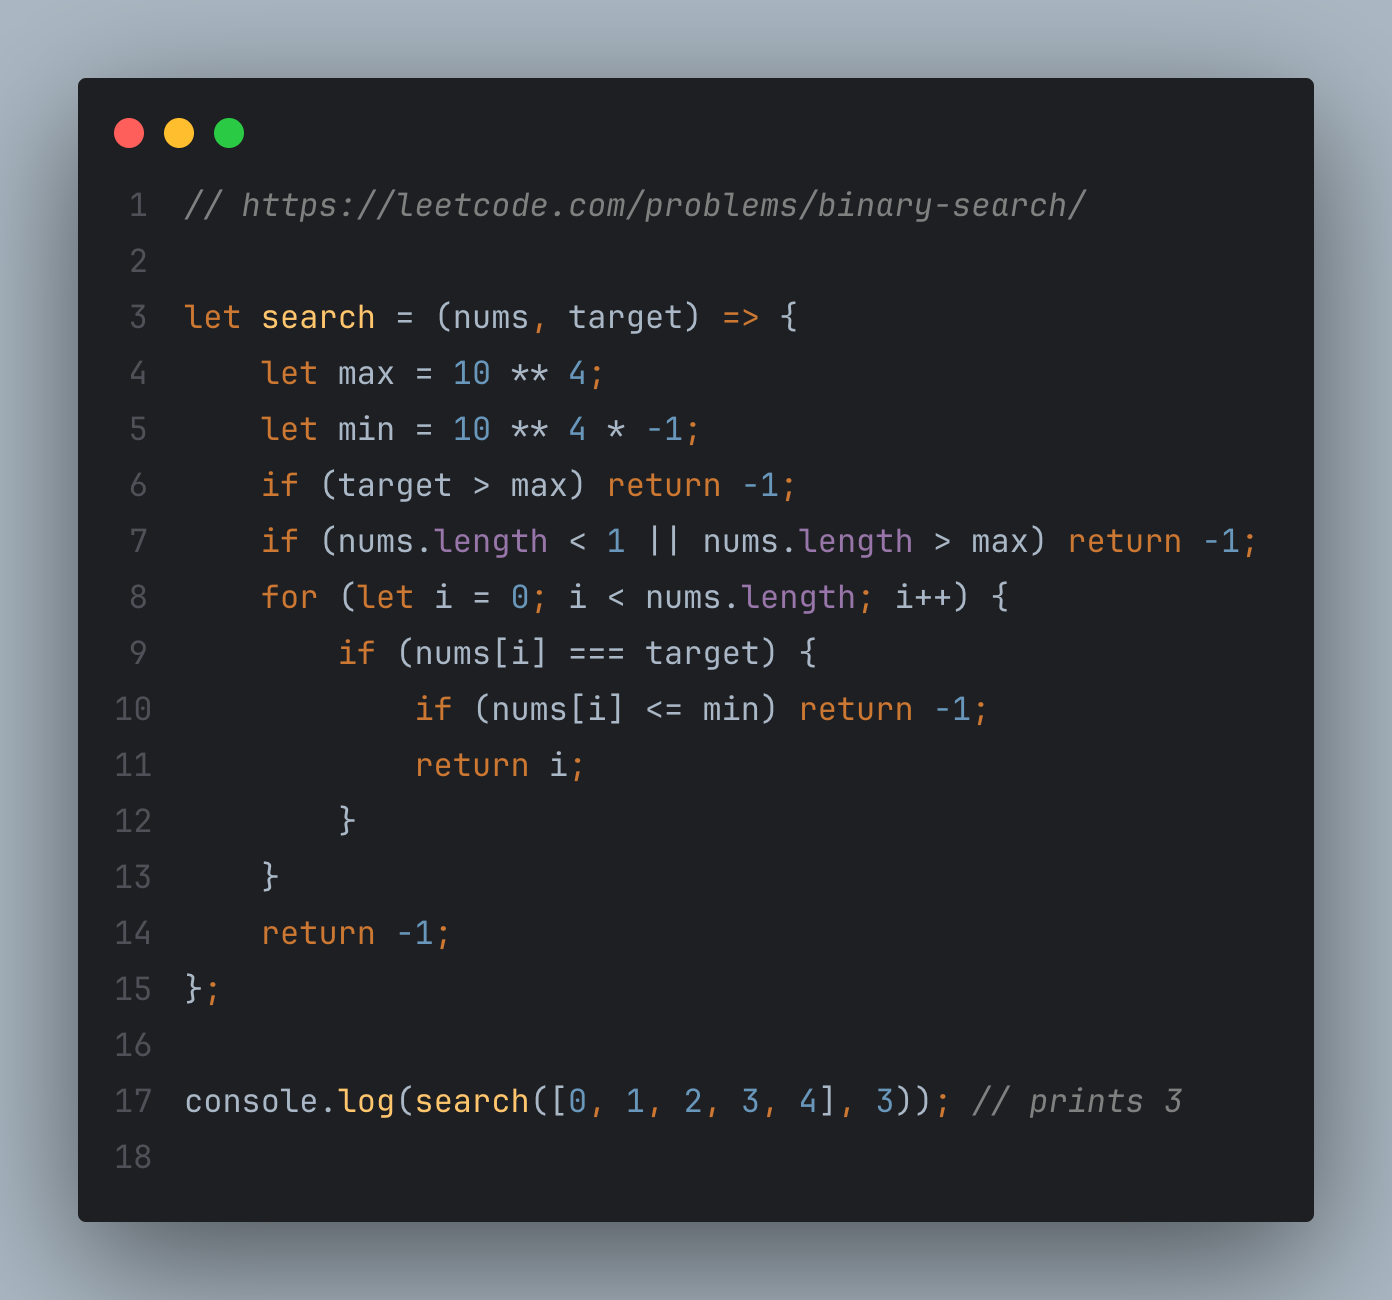 1 // https://leetcode.com/problems/binary-search/
2
3 let search = (nums, target) => {
4     let max = 10 ** 4;
5     let min = 10 ** 4 * -1;
6     if (target > max) return -1;
7     if (nums.length < 1 || nums.length > max) return -1;
8     for (let i = 0; i < nums.length; i++) {
9         if (nums[i] === target) {
10             if (nums[i] <= min) return -1;
11             return i;
12         }
13     }
14     return -1;
15 };
16
17 console.log(search([0, 1, 2, 3, 4], 3)); // prints 3
18